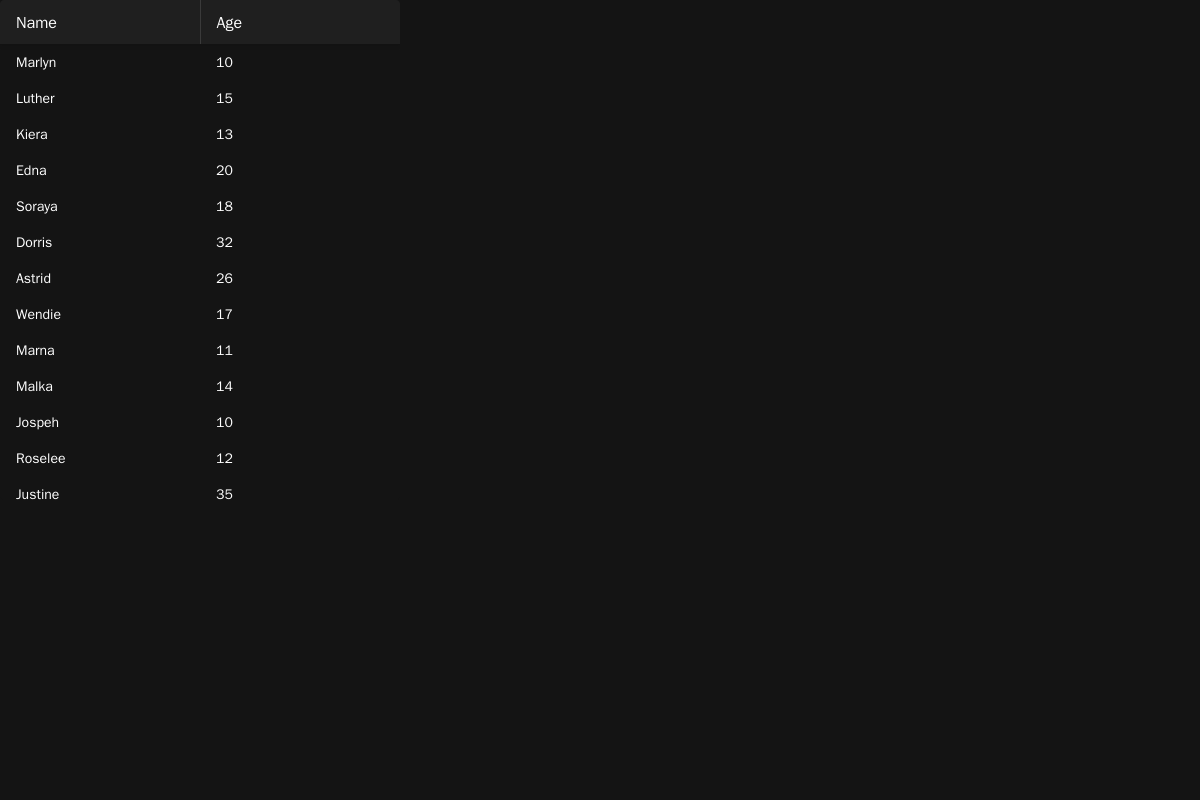 Name Age
Marlyn 10
Luther 15
Kiera 13
Edna 20
Soraya 18
Dorris 32
Astrid 26
Wendie 17
Marna 11
Malka 14
Jospeh 10
Roselee 12
Justine 35